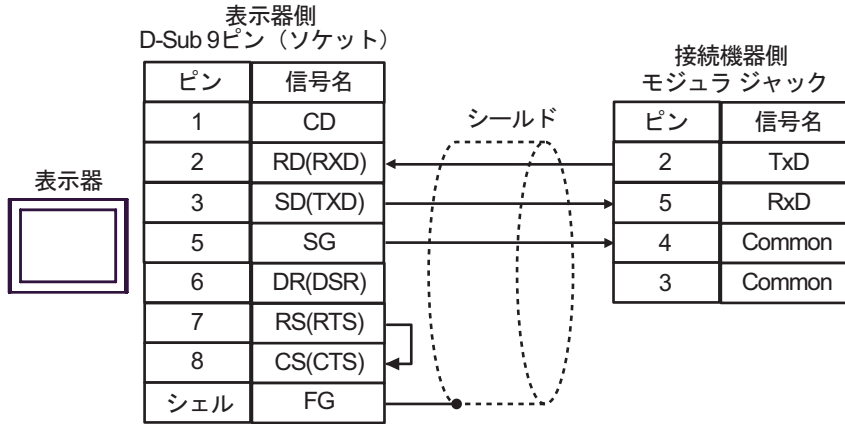 表示器側
D-Sub 9ピン（ソケット）
接続機器側
モジュラ ジャック
表示器
シールド
ピン 信号名
1 CD
2 RD(RXD)
3 SD(TXD)
5 SG
6 DR(DSR)
7 RS(RTS)
8 CS(CTS)
シェル FG
ピン 信号名
2 TxD
5 RxD
4 Common
3 Common